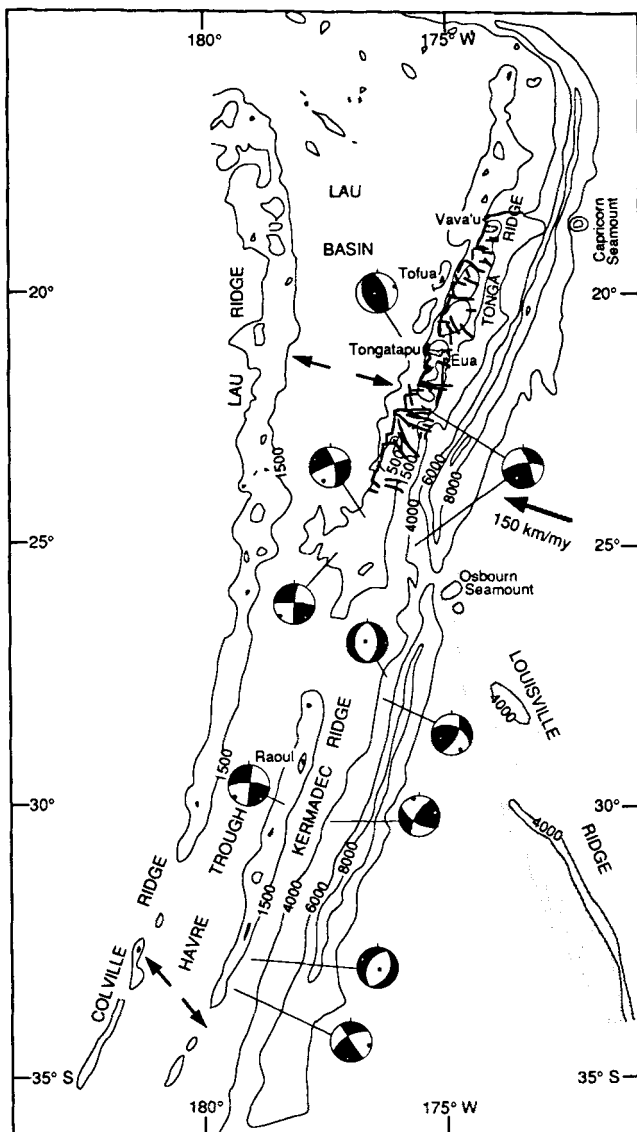 180°
175° W
LAU
BASIN
Vava'u
RIDGE
TONGA
Capricorn
Seamount
Tofua
20°
20°
RIDGE
LAU
Tongatapu
Eua
1500
500
1500
6000
8000
4000
150 km/my
25°
25°
Osbourn
Seamount
LOUISVILLE
4000
RIDGE
Raoul
1500
30°
30°
KERMADEC
RIDGE
TROUGH
HAVRE
8000
6000
4000
1500
4000
RIDGE
COLVILLE
35° S
35° S
180°
175° W